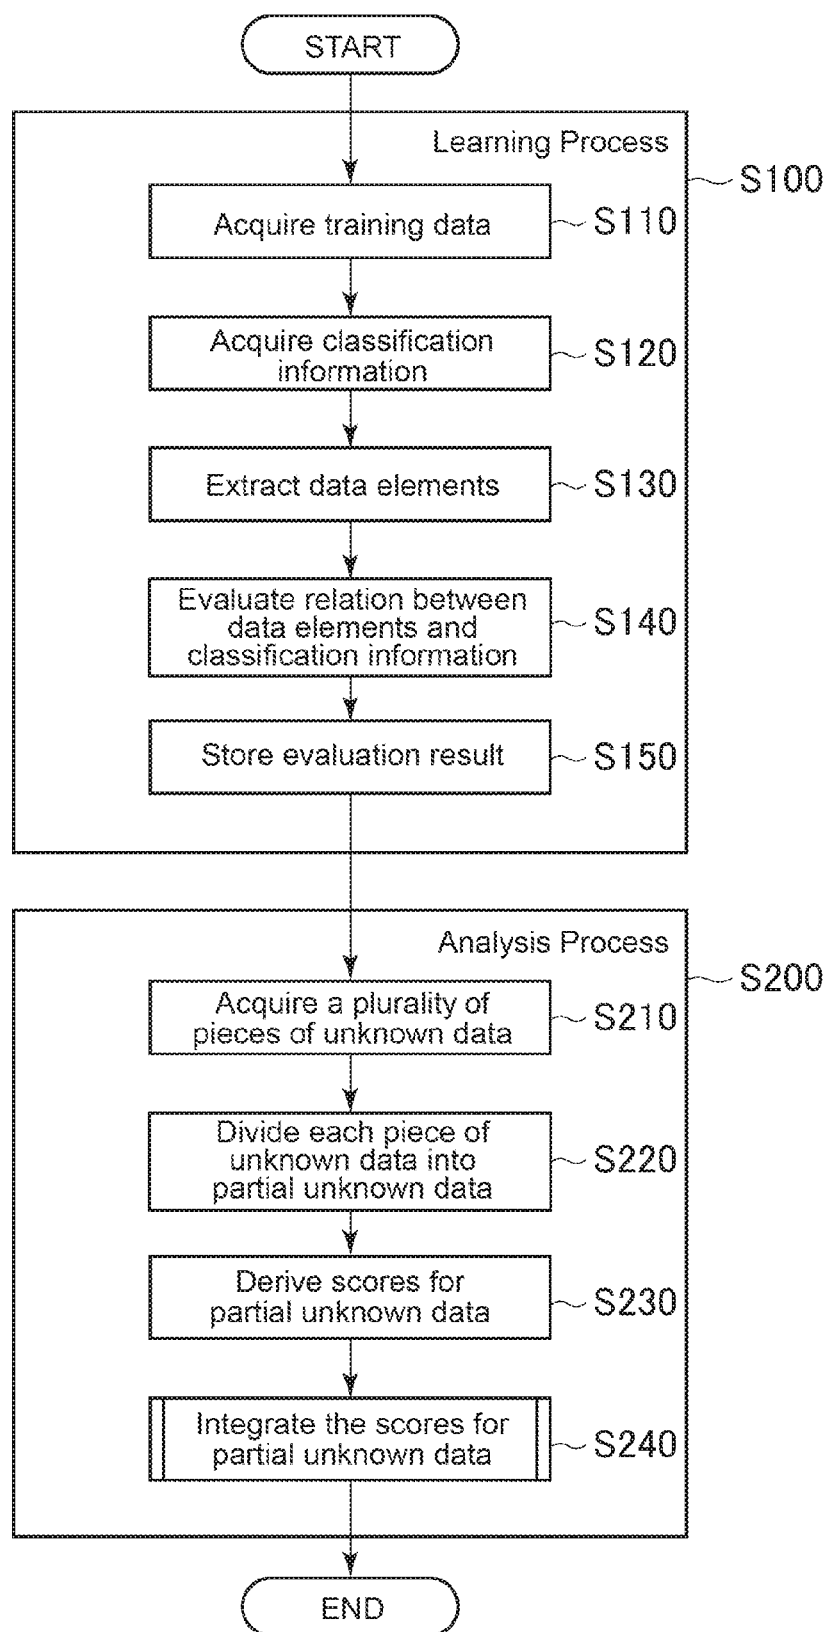 START
Learning Process
S100
Acquire training data
S110
Acquire classification
information
S120
Extract data elements
S130
Evaluate relation between
data elements and
classification information
S140
Store evaluation result
S150
Analysis Process
S200
Acquire a plurality of
pieces of unknown data
S210
Divide each piece of
unknown data into
partial unknown data
S220
Derive scores for
partial unknown data
S230
Integrate the scores for
partial unknown data
S240
END